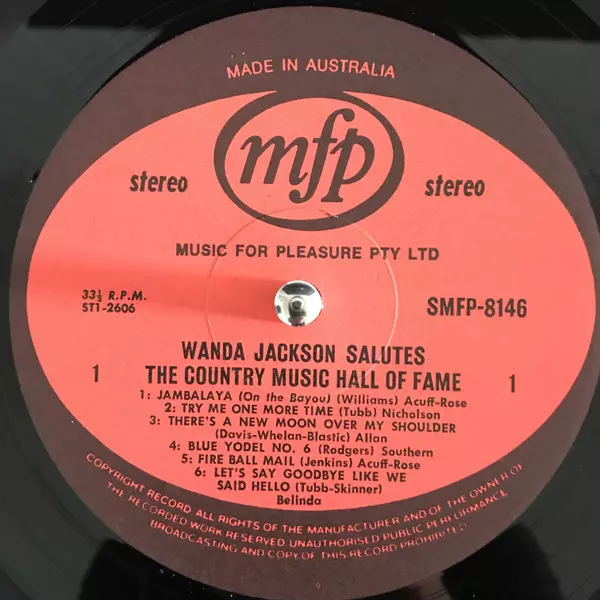 MADE IN AUSTRALIA
mfp
stereo stereo
MUSIC FOR PLEASURE PTY LTD
33⅓ R.P.M.
ST1-2606
SMFP-8146
WANDA JACKSON SALUTES
1 THE COUNTRY MUSIC HALL OF FAME 1
1: JAMBALAYA (On the Bayou) (Williams) Acuff-Rose
2: TRY ME ONE MORE TIME (Tubb) Nicholson
3: THERE'S A NEW MOON OVER MY SHOULDER
(Davis-Whelan-Blastic) Allan
4: BLUE YODEL NO. 6 (Rodgers) Southern
5: FIRE BALL MAIL (Jenkins) Acuff-Rose
6: LET'S SAY GOODBYE LIKE WE
SAID HELLO (Tubb-Skinner)
Belinda
COPYRIGHT RECORD ALL RIGHTS OF THE MANUFACTURER AND OF THE OWNER OF
THE RECORDED WORK RESERVED UNAUTHORISED PUBLIC PERFORMANCE
BROADCASTING AND COPY OF THIS RECORD PROHIBITED